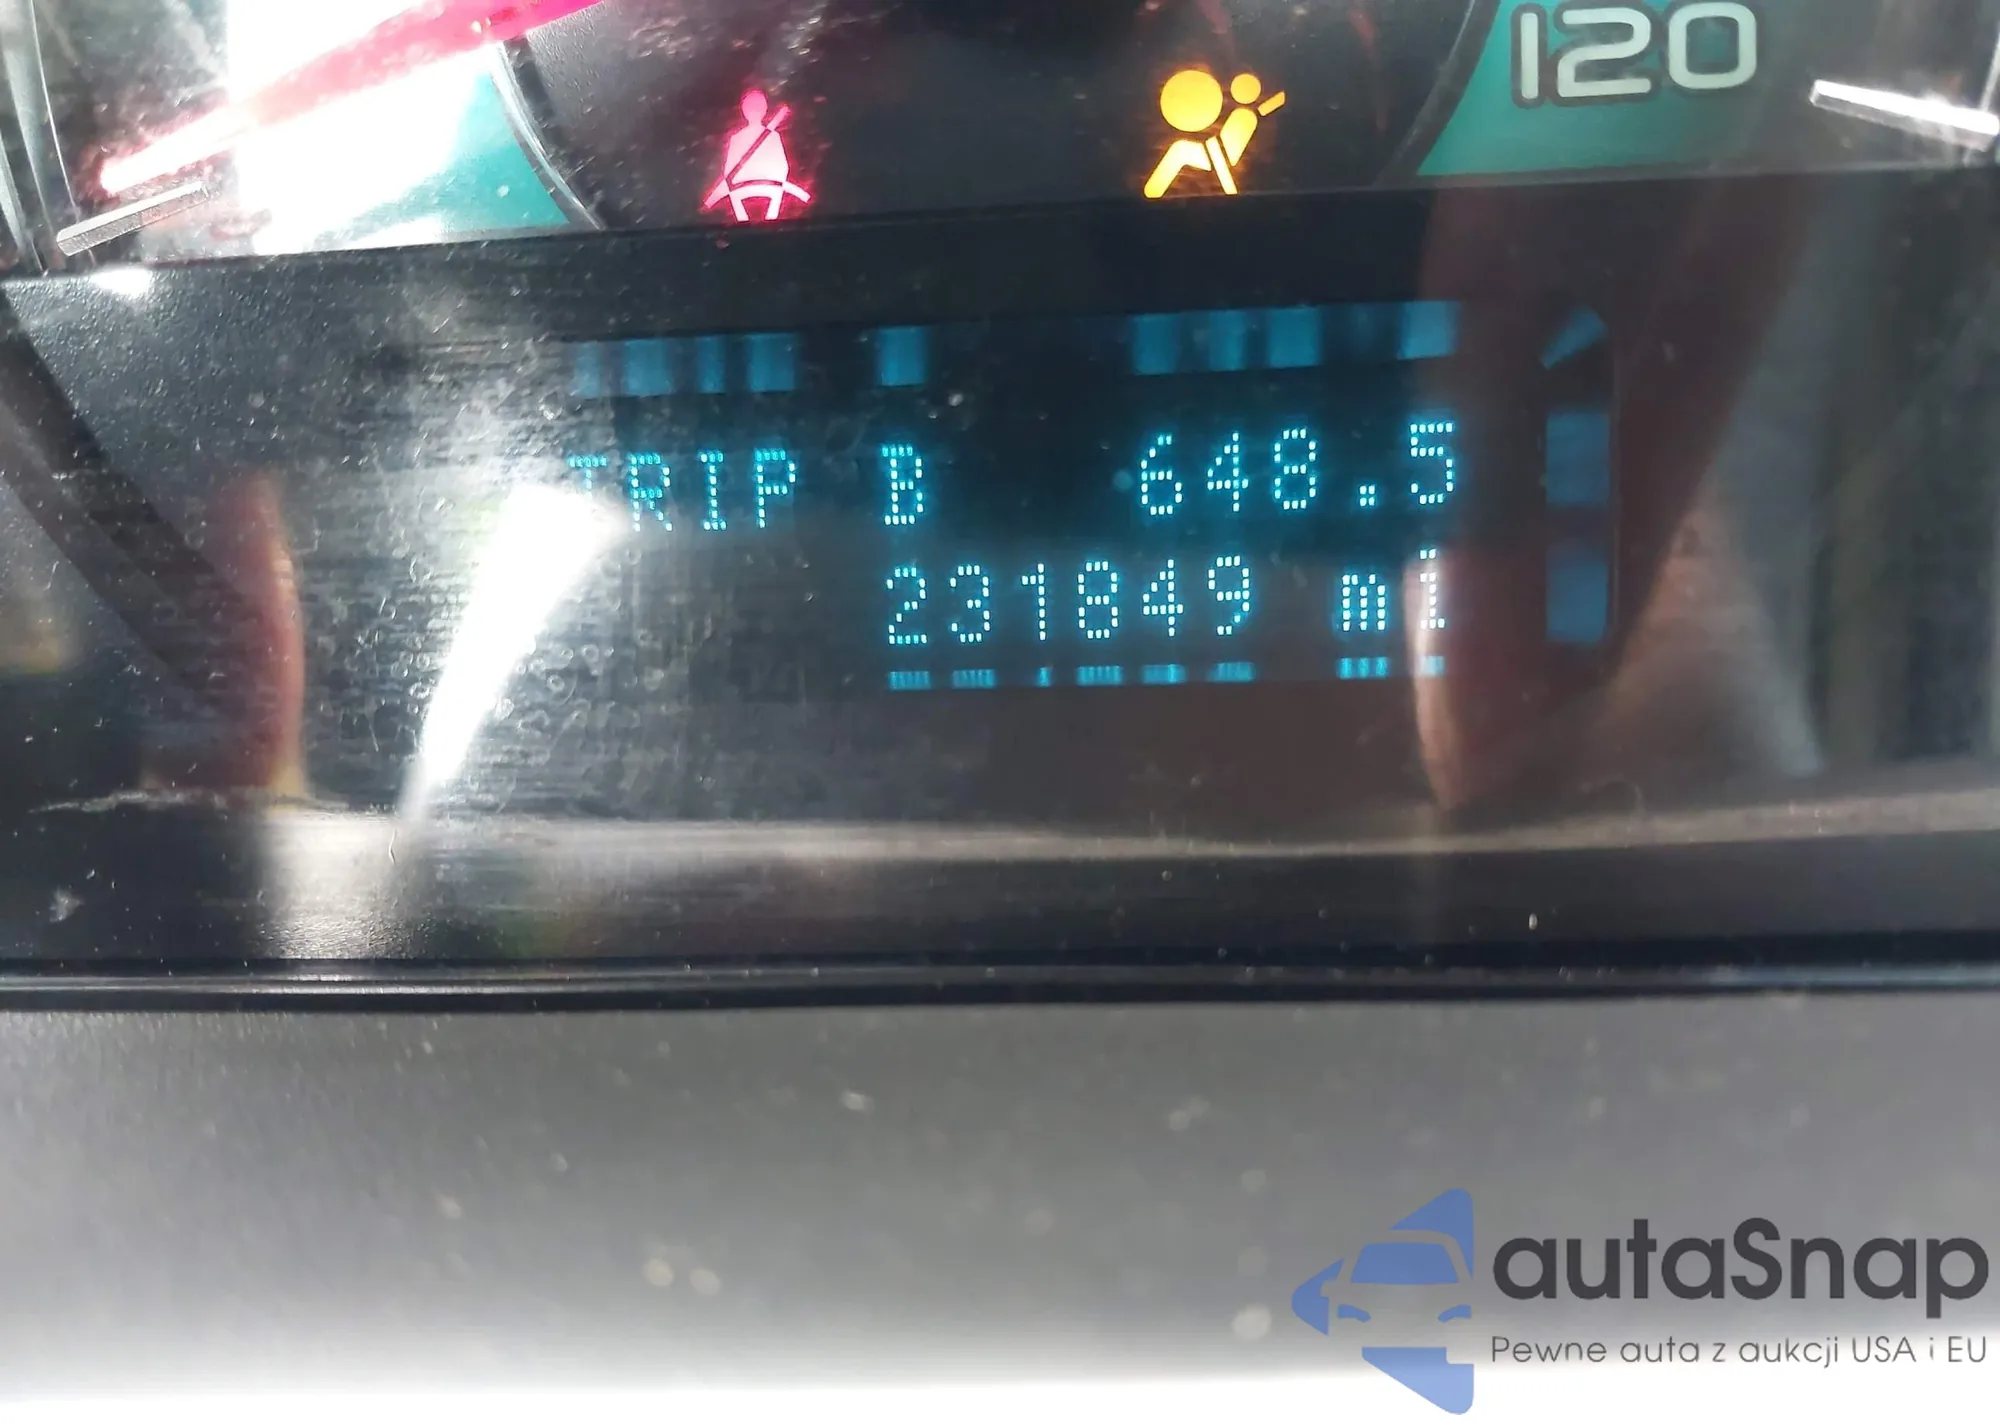 120
TRIP B 648.5
231849 mi
autaSnap
Pewne auta z aukcji USA i EU